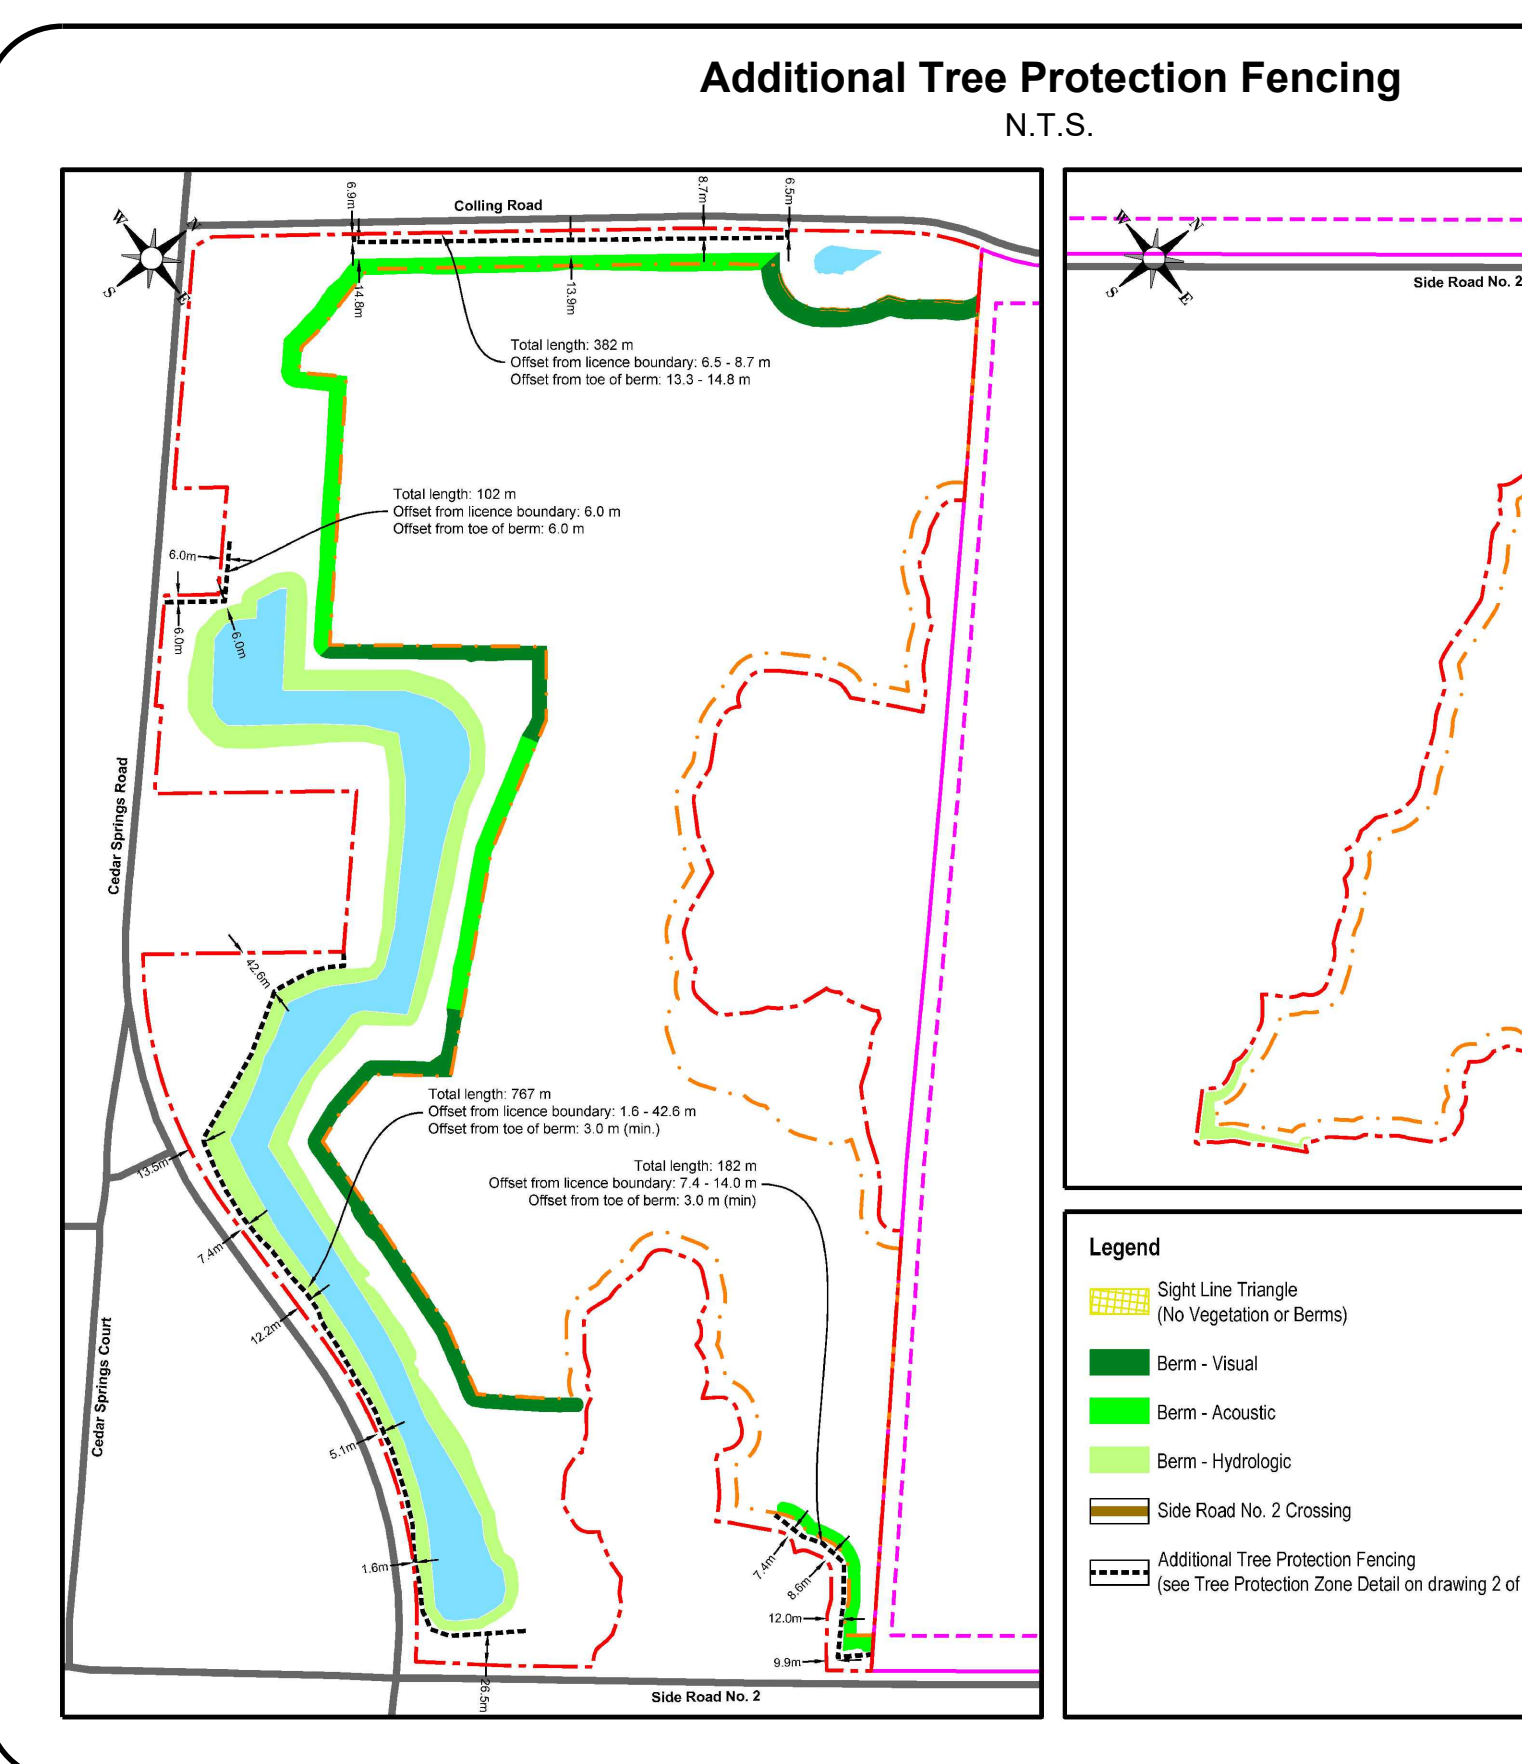 Additional Tree Protection Fencing
N.T.S.
W
N
S
E
6.9m
Colling Road
8.7m
6.5m
14.8m
13.9m
Total length: 382 m
Offset from licence boundary: 6.5 - 8.7 m
Offset from toe of berm: 13.3 - 14.8 m
Total length: 102 m
Offset from licence boundary: 6.0 m
Offset from toe of berm: 6.0 m
6.0m
6.0m
6.0m
Cedar Springs Road
42.6m
Total length: 767 m
Offset from licence boundary: 1.6 - 42.6 m
Offset from toe of berm: 3.0 m (min.)
13.5m
Total length: 182 m
Offset from licence boundary: 7.4 - 14.0 m
Offset from toe of berm: 3.0 m (min)
7.4m
12.2m
Cedar Springs Court
5.1m
1.6m
7.4m
8.6m
12.0m
9.9m
26.5m
Side Road No. 2
W
N
S
E
Side Road No. 2
Legend
Sight Line Triangle
(No Vegetation or Berms)
Berm - Visual
Berm - Acoustic
Berm - Hydrologic
Side Road No. 2 Crossing
Additional Tree Protection Fencing
(see Tree Protection Zone Detail on drawing 2 of